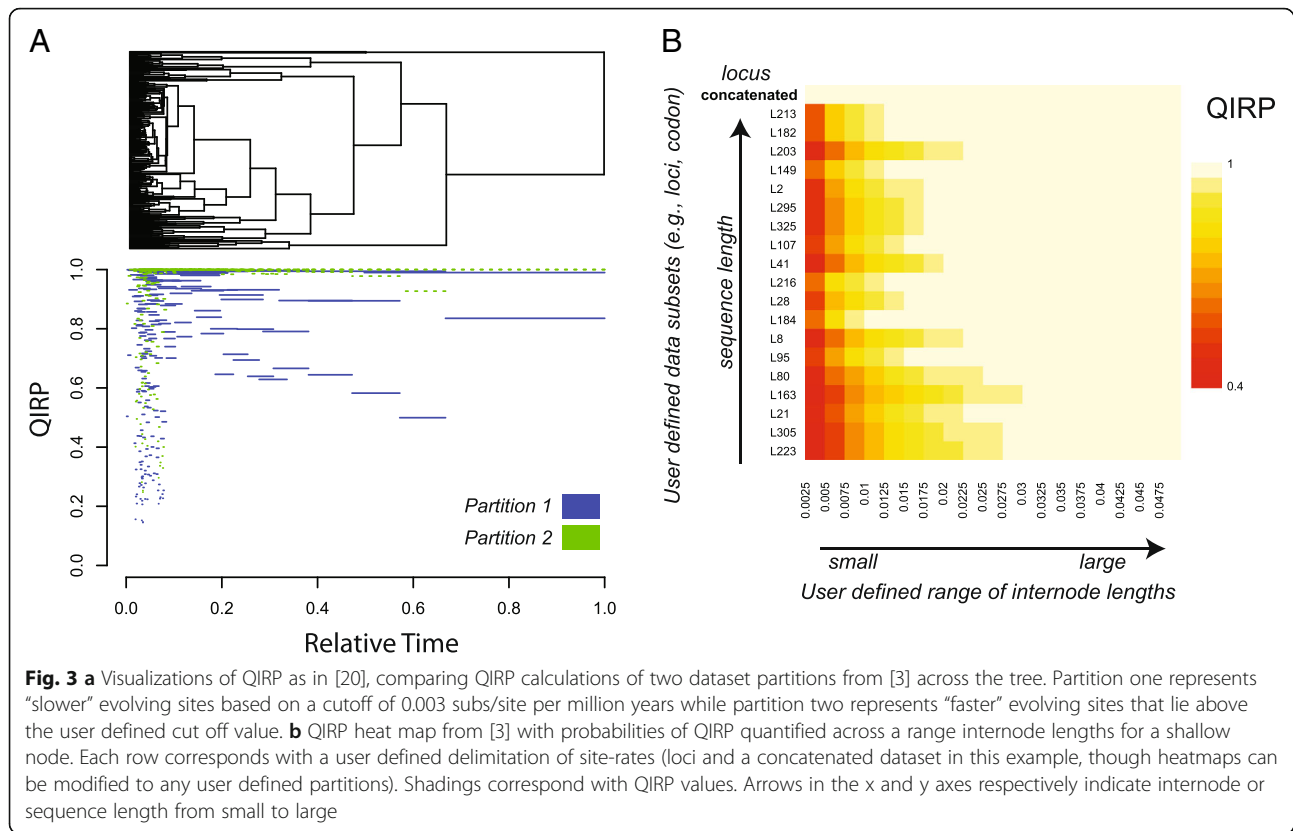 A
1.0
0.8
0.6
0.4
0.2
0.0
QIRP
Partition 1
Partition 2
0.0 0.2 0.4 0.6 0.8 1.0
Relative Time
B
locus
concatenated
L213
L182
L203
L149
L2
L295
L325
L107
L41
L216
L28
L184
L8
L95
L80
L163
L21
L305
L223
User defined data subsets (e.g., loci, codon)
sequence length
QIRP
1
0.4
0.0025 0.005 0.0075 0.01 0.0125 0.015 0.0175 0.02 0.0225 0.025 0.0275 0.03 0.0325 0.035 0.0375 0.04 0.0425 0.045 0.0475
small large
User defined range of internode lengths
Fig. 3 a Visualizations of QIRP as in [20], comparing QIRP calculations of two dataset partitions from [3] across the tree. Partition one represents
“slower” evolving sites based on a cutoff of 0.003 subs/site per million years while partition two represents “faster” evolving sites that lie above
the user defined cut off value. b QIRP heat map from [3] with probabilities of QIRP quantified across a range internode lengths for a shallow
node. Each row corresponds with a user defined delimitation of site-rates (loci and a concatenated dataset in this example, though heatmaps can
be modified to any user defined partitions). Shadings correspond with QIRP values. Arrows in the x and y axes respectively indicate internode or
sequence length from small to large